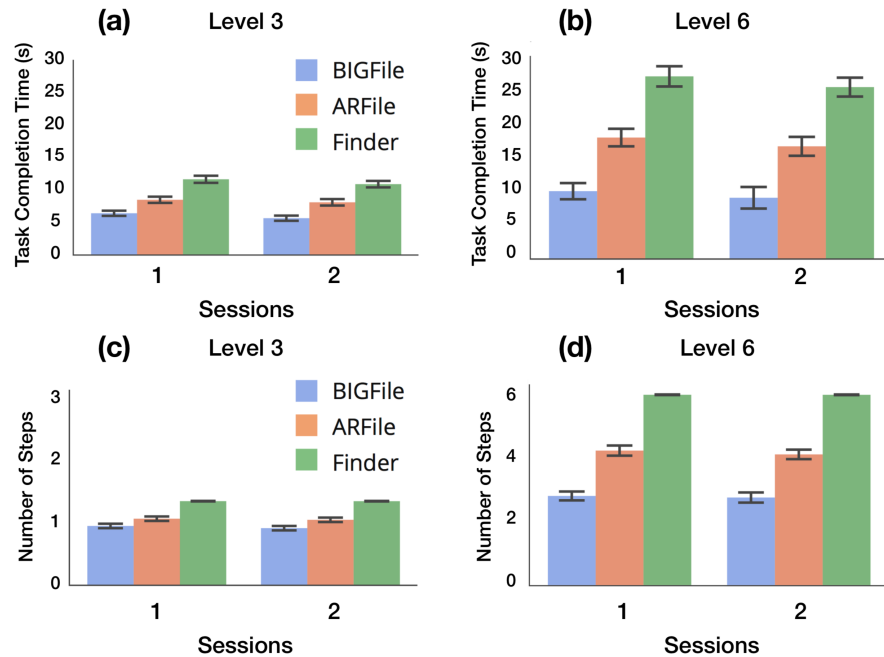 (a) Level 3
Task Completion Time (s)
30
25
20
15
10
5
0
BIGFile
ARFile
Finder
1 2
Sessions
(b) Level 6
Task Completion Time (s)
30
25
20
15
10
5
0
1 2
Sessions
(c) Level 3
Number of Steps
3
2
1
0
BIGFile
ARFile
Finder
1 2
Sessions
(d) Level 6
Number of Steps
6
4
2
0
1 2
Sessions